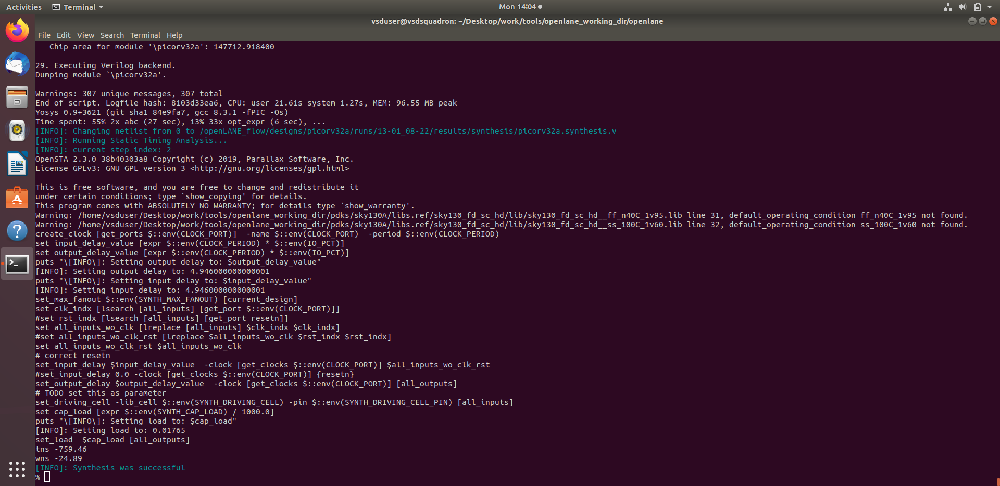 Activities
Terminal
Mon 14:04
vsduser@vsdsquadron: ~/Desktop/work/tools/openlane_working_dir/openlane
File Edit View Search Terminal Help
   Chip area for module '\picorv32a': 147712.918400

29. Executing Verilog backend.
Dumping module `\picorv32a'.

Warnings: 307 unique messages, 307 total
End of script. Logfile hash: 8103d33ea6, CPU: user 21.61s system 1.27s, MEM: 96.55 MB peak
Yosys 0.9+3621 (git sha1 84e9fa7, gcc 8.3.1 -fPIC -Os)
Time spent: 55% 2x abc (27 sec), 13% 33x opt_expr (6 sec), ...
[INFO]: Changing netlist from 0 to /openLANE_flow/designs/picorv32a/runs/13-01_08-22/results/synthesis/picorv32a.synthesis.v
[INFO]: Running Static Timing Analysis...
[INFO]: current step index: 2
OpenSTA 2.3.0 38b40303a8 Copyright (c) 2019, Parallax Software, Inc.
License GPLv3: GNU GPL version 3 <http://gnu.org/licenses/gpl.html>

This is free software, and you are free to change and redistribute it
under certain conditions; type `show_copying' for details.
This program comes with ABSOLUTELY NO WARRANTY; for details type `show_warranty'.
Warning: /home/vsduser/Desktop/work/tools/openlane_working_dir/pdks/sky130A/libs.ref/sky130_fd_sc_hd/lib/sky130_fd_sc_hd__ff_n40C_1v95.lib line 31, default_operating_condition ff_n40C_1v95 not found.
Warning: /home/vsduser/Desktop/work/tools/openlane_working_dir/pdks/sky130A/libs.ref/sky130_fd_sc_hd/lib/sky130_fd_sc_hd__ss_100C_1v60.lib line 32, default_operating_condition ss_100C_1v60 not found.
create_clock [get_ports $::env(CLOCK_PORT)]  -name $::env(CLOCK_PORT)  -period $::env(CLOCK_PERIOD)
set input_delay_value [expr $::env(CLOCK_PERIOD) * $::env(IO_PCT)]
set output_delay_value [expr $::env(CLOCK_PERIOD) * $::env(IO_PCT)]
puts "\[INFO\]: Setting output delay to: $output_delay_value"
[INFO]: Setting output delay to: 4.946000000000001
puts "\[INFO\]: Setting input delay to: $input_delay_value"
[INFO]: Setting input delay to: 4.946000000000001
set_max_fanout $::env(SYNTH_MAX_FANOUT) [current_design]
set clk_indx [lsearch [all_inputs] [get_port $::env(CLOCK_PORT)]]
#set rst_indx [lsearch [all_inputs] [get_port resetn]]
set all_inputs_wo_clk [lreplace [all_inputs] $clk_indx $clk_indx]
#set all_inputs_wo_clk_rst [lreplace $all_inputs_wo_clk $rst_indx $rst_indx]
set all_inputs_wo_clk_rst $all_inputs_wo_clk
# correct resetn
set_input_delay $input_delay_value  -clock [get_clocks $::env(CLOCK_PORT)] $all_inputs_wo_clk_rst
#set_input_delay 0.0 -clock [get_clocks $::env(CLOCK_PORT)] {resetn}
set_output_delay $output_delay_value  -clock [get_clocks $::env(CLOCK_PORT)] [all_outputs]
# TODO set this as parameter
set_driving_cell -lib_cell $::env(SYNTH_DRIVING_CELL) -pin $::env(SYNTH_DRIVING_CELL_PIN) [all_inputs]
set cap_load [expr $::env(SYNTH_CAP_LOAD) / 1000.0]
puts "\[INFO\]: Setting load to: $cap_load"
[INFO]: Setting load to: 0.01765
set_load  $cap_load [all_outputs]
tns -759.46
wns -24.89
[INFO]: Synthesis was successful
%